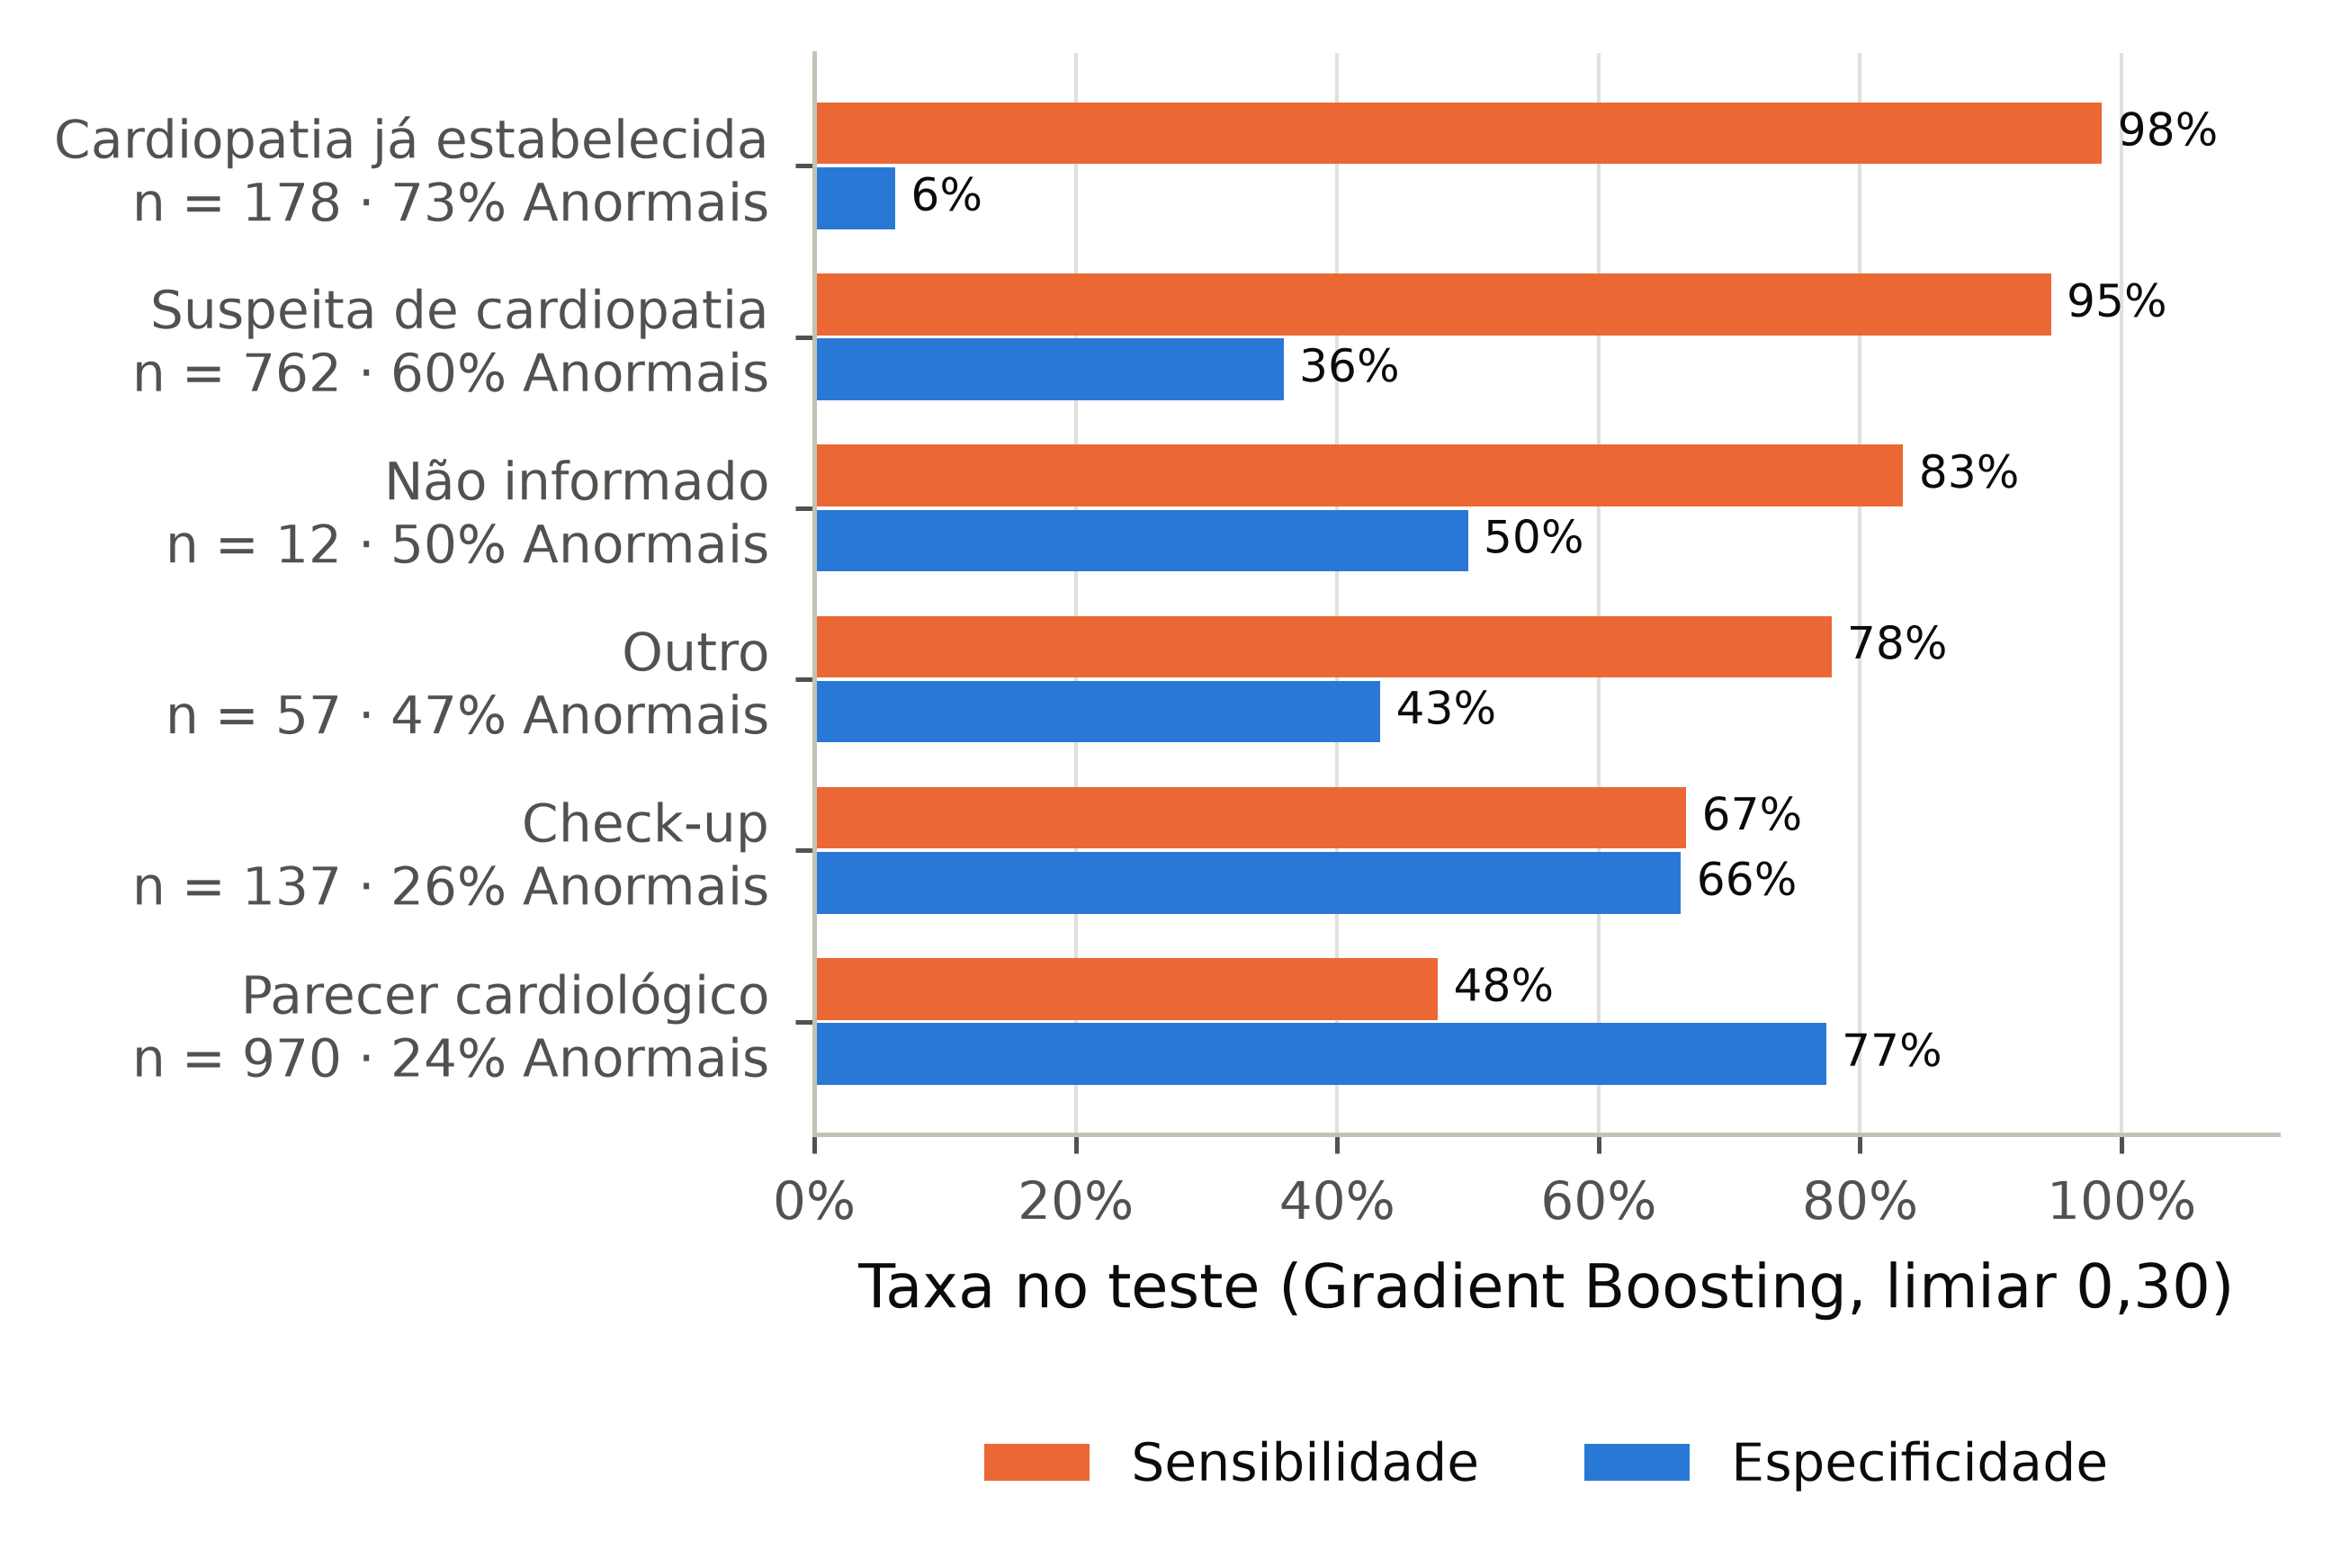 Cardiopatia já estabelecida
n = 178 · 73% Anormais
98%
6%
Suspeita de cardiopatia
n = 762 · 60% Anormais
95%
36%
Não informado
n = 12 · 50% Anormais
83%
50%
Outro
n = 57 · 47% Anormais
78%
43%
Check-up
n = 137 · 26% Anormais
67%
66%
Parecer cardiológico
n = 970 · 24% Anormais
48%
77%
0% 20% 40% 60% 80% 100%
Taxa no teste (Gradient Boosting, limiar 0,30)
Sensibilidade Especificidade